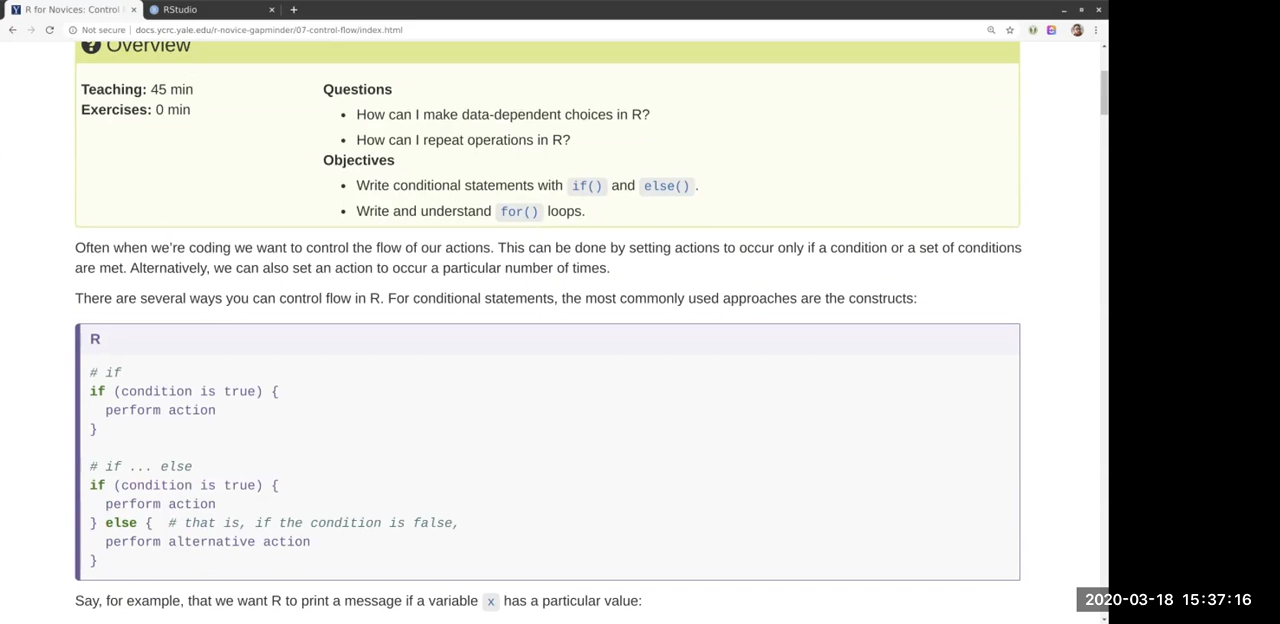 R for Novices: Control
RStudio
Not secure | docs.ycrc.yale.edu/r-novice-gapminder/07-control-flow/index.html
Overview
Teaching: 45 min
Exercises: 0 min
Questions
• How can I make data-dependent choices in R?
• How can I repeat operations in R?
Objectives
• Write conditional statements with if() and else().
• Write and understand for() loops.
Often when we're coding we want to control the flow of our actions. This can be done by setting actions to occur only if a condition or a set of conditions
are met. Alternatively, we can also set an action to occur a particular number of times.
There are several ways you can control flow in R. For conditional statements, the most commonly used approaches are the constructs:
R
# if
if (condition is true) {
  perform action
}
# if ... else
if (condition is true) {
  perform action
} else {  # that is, if the condition is false,
  perform alternative action
}
Say, for example, that we want R to print a message if a variable x has a particular value:
2020-03-18 15:37:16